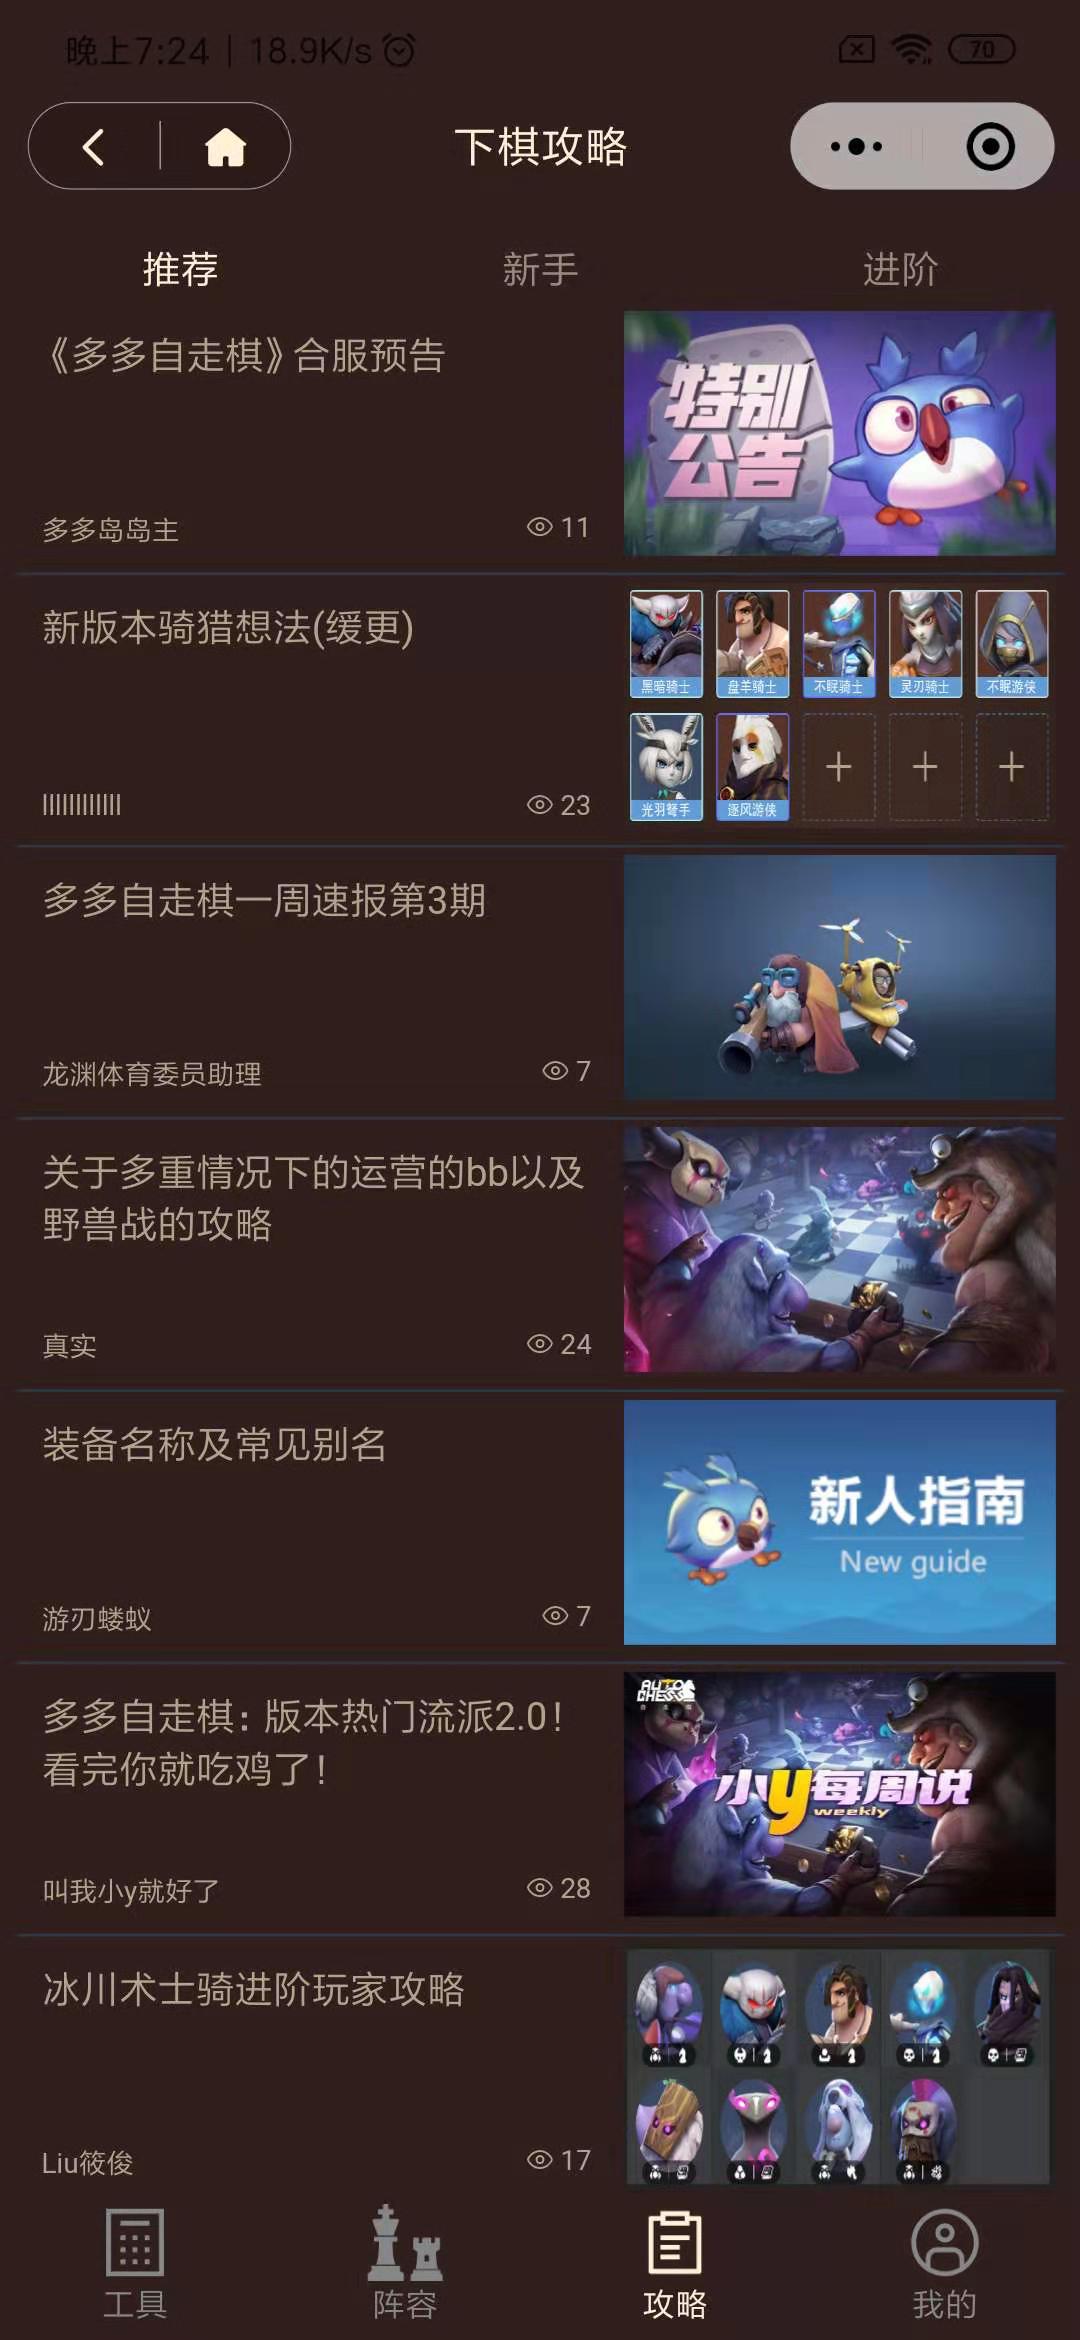 晚上7:24 | 18.9K/s
70
下棋攻略
推荐
新手
进阶
《多多自走棋》合服预告
特别
公告
多多岛岛主
11
新版本骑猎想法(缓更)
黑暗骑士
盘羊骑士
不眠骑士
灵刃骑士
不眠游侠
光羽弩手
逐风游侠
llllllllllll
23
多多自走棋一周速报第3期
龙渊体育委员助理
7
关于多重情况下的运营的bb以及
野兽战的攻略
真实
24
装备名称及常见别名
新人指南
New guide
游刃蝼蚁
7
多多自走棋：版本热门流派2.0！
看完你就吃鸡了！
AUTO
CHESS
小y每周说
weekly
叫我小y就好了
28
冰川术士骑进阶玩家攻略
Liu筱俊
17
工具
阵容
攻略
我的